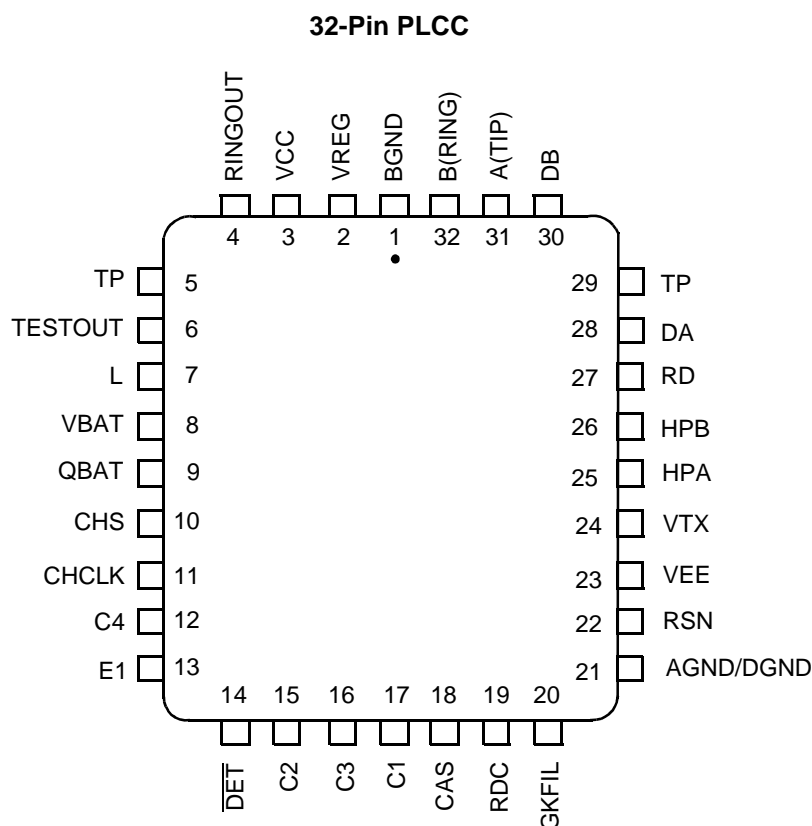 32-Pin PLCC
RINGOUT
VCC
VREG
BGND
B(RING)
A(TIP)
DB
4
3
2
1
32
31
30
TP
5
29
TP
TESTOUT
6
28
DA
L
7
27
RD
VBAT
8
26
HPB
QBAT
9
25
HPA
CHS
10
24
VTX
CHCLK
11
23
VEE
C4
12
22
RSN
E1
13
21
AGND/DGND
14
15
16
17
18
19
20
D̅E̅T̅
C2
C3
C1
CAS
RDC
GKFIL